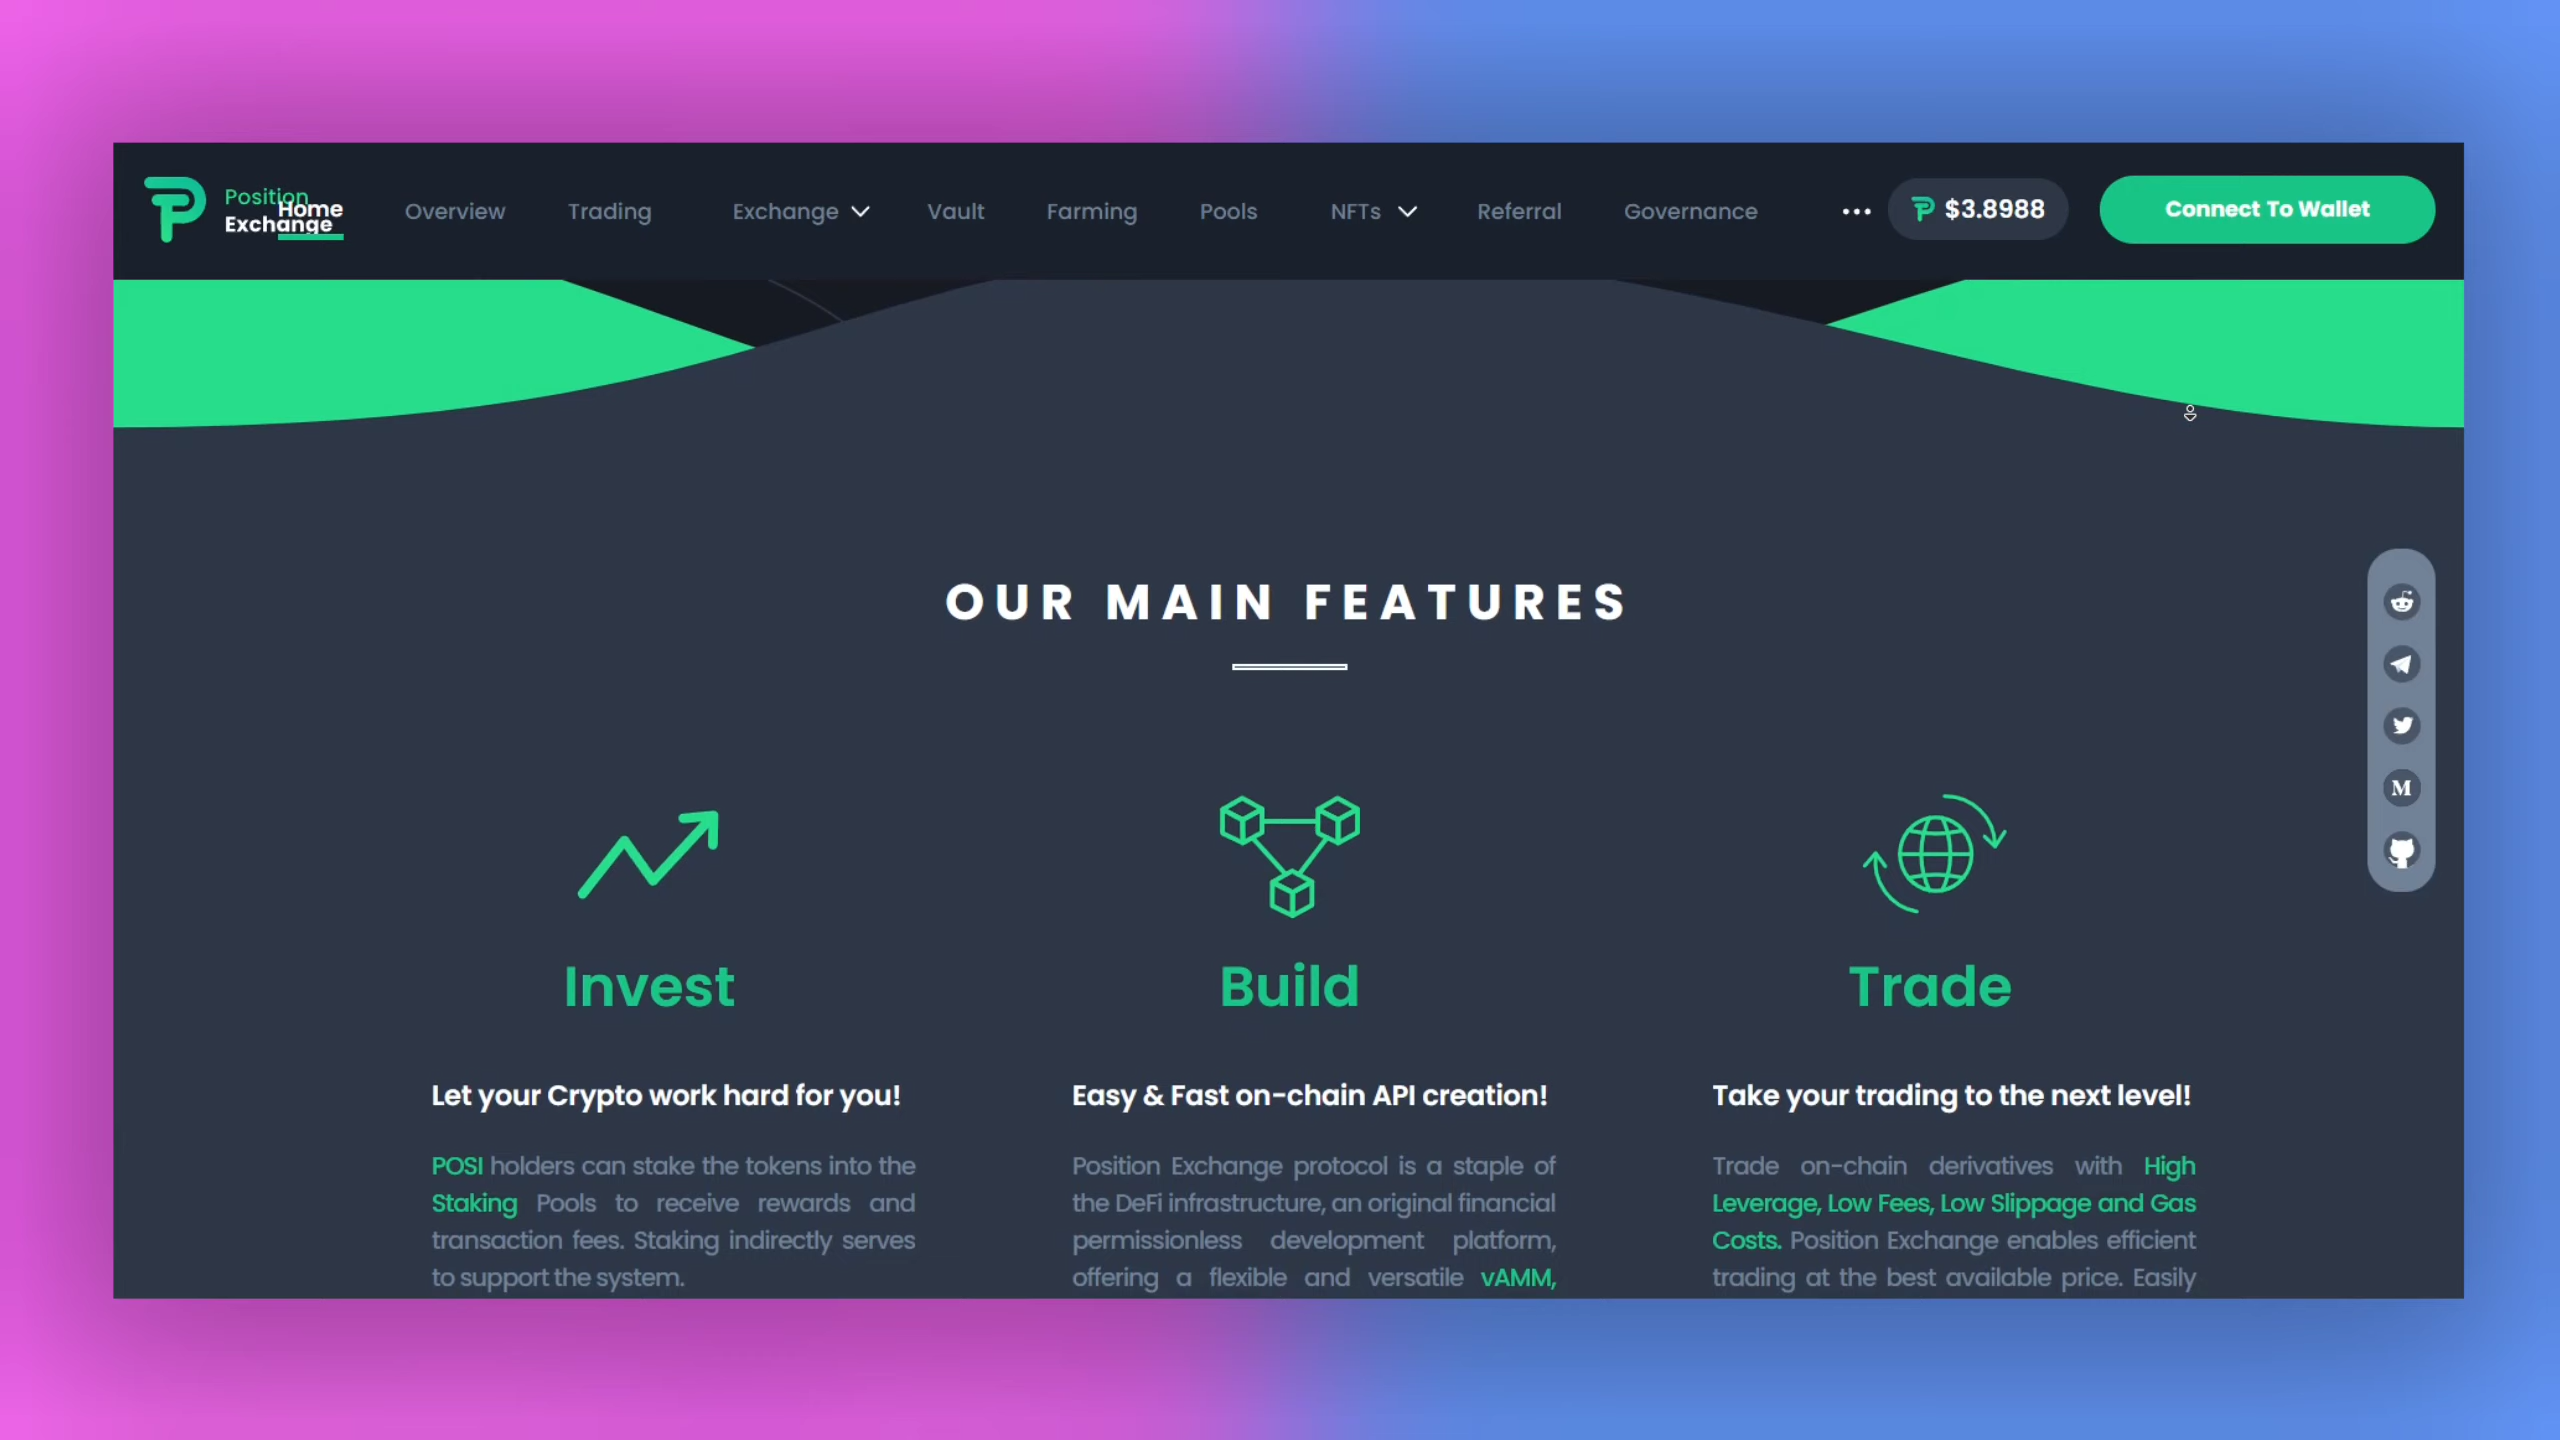 Position
Exchange
Home
Overview
Trading
Exchange
Vault
Farming
Pools
NFTs
Referral
Governance
$3.8988
Connect To Wallet
OUR MAIN FEATURES
M
Invest
Let your Crypto work hard for you!
POSI holders can stake the tokens into the
Staking Pools to receive rewards and
transaction fees. Staking indirectly serves
to support the system.
Build
Easy & Fast on-chain API creation!
Position Exchange protocol is a staple of
the DeFi infrastructure, an original financial
permissionless development platform,
offering a flexible and versatile vAMM,
Trade
Take your trading to the next level!
Trade on-chain derivatives with High
Leverage, Low Fees, Low Slippage and Gas
Costs. Position Exchange enables efficient
trading at the best available price. Easily